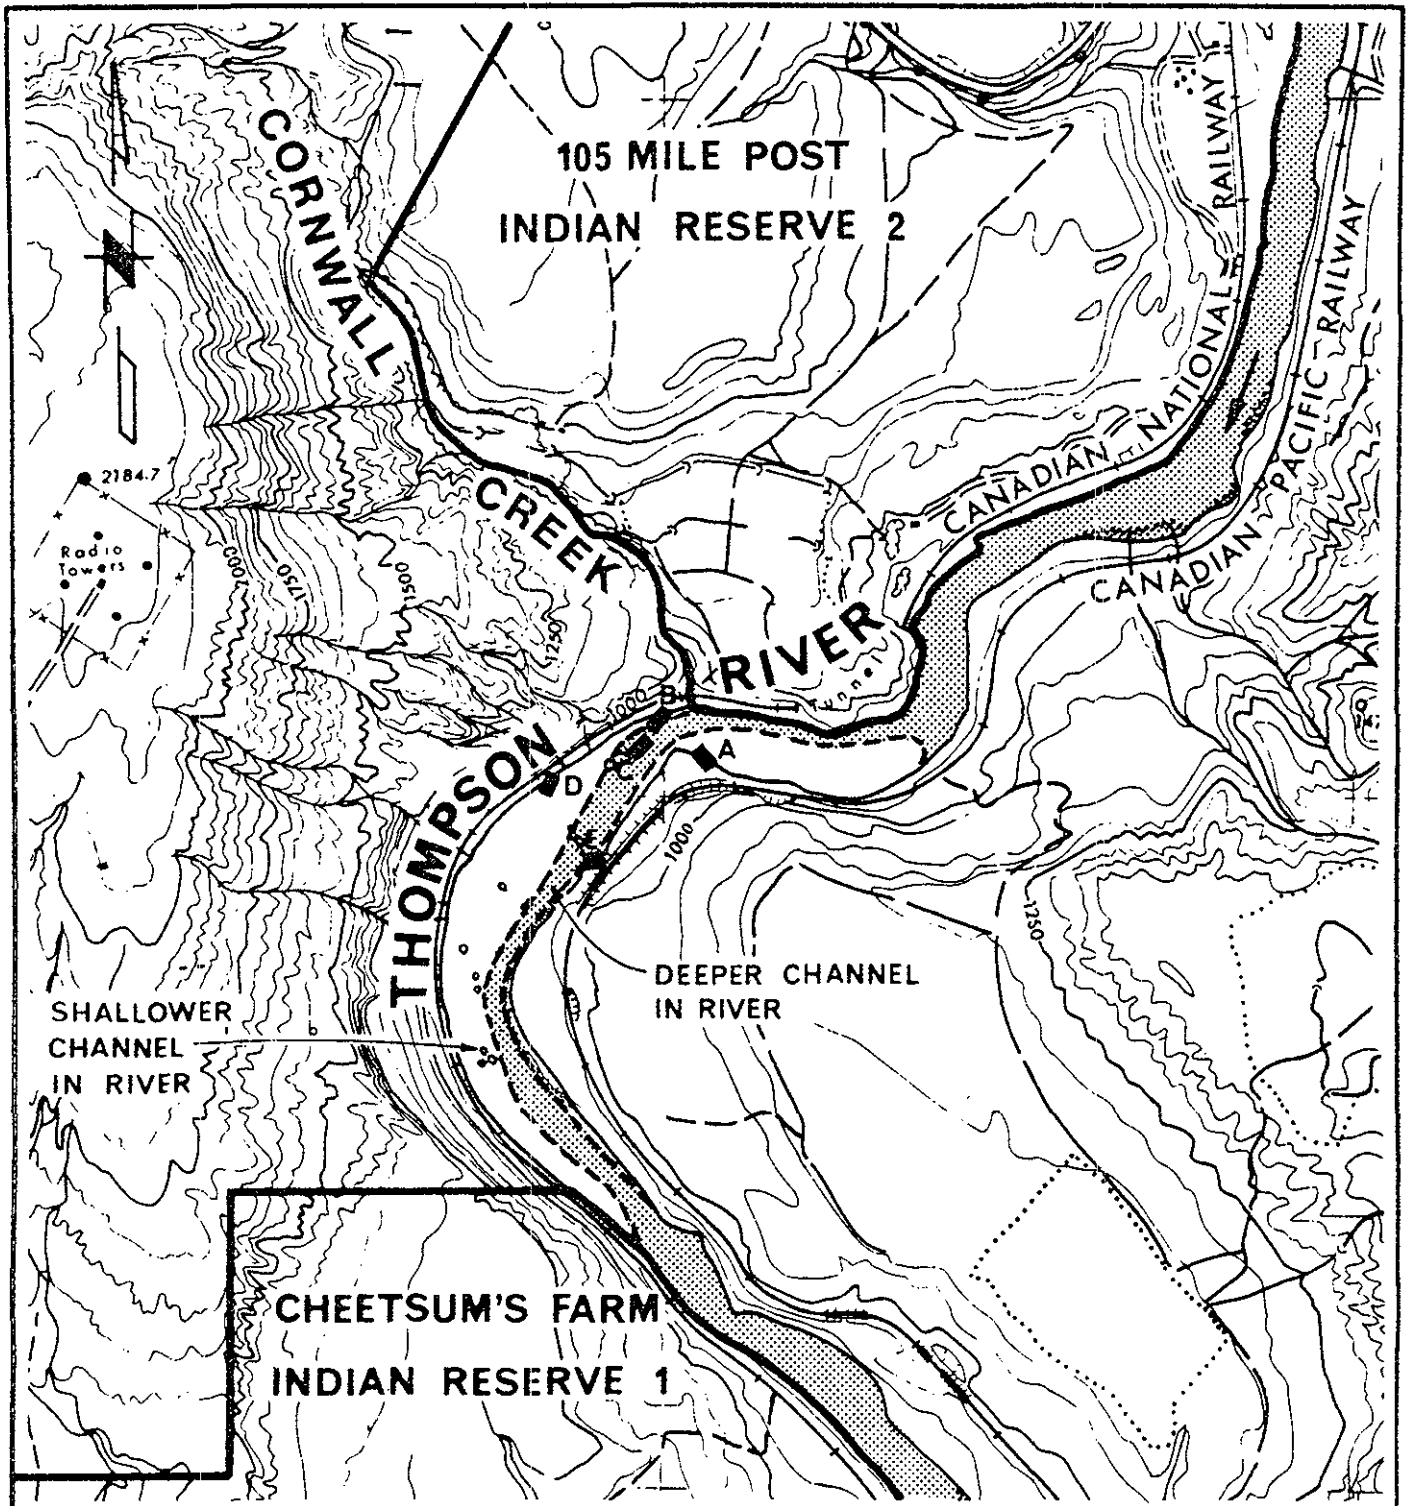 CORNWALL
CREEK
105 MILE POST
INDIAN RESERVE 2
RAILWAY
CANADIAN NATIONAL
CANADIAN PACIFIC RAILWAY
CANADIAN
2184.7
Radio
Towers
2000
1750
1500
1250
1000
THOMPSON
RIVER
Tunnel
B
A
C
D
1000
1250
DEEPER CHANNEL
IN RIVER
SHALLOWER
CHANNEL
IN RIVER
CHEETSUM'S FARM
INDIAN RESERVE 1